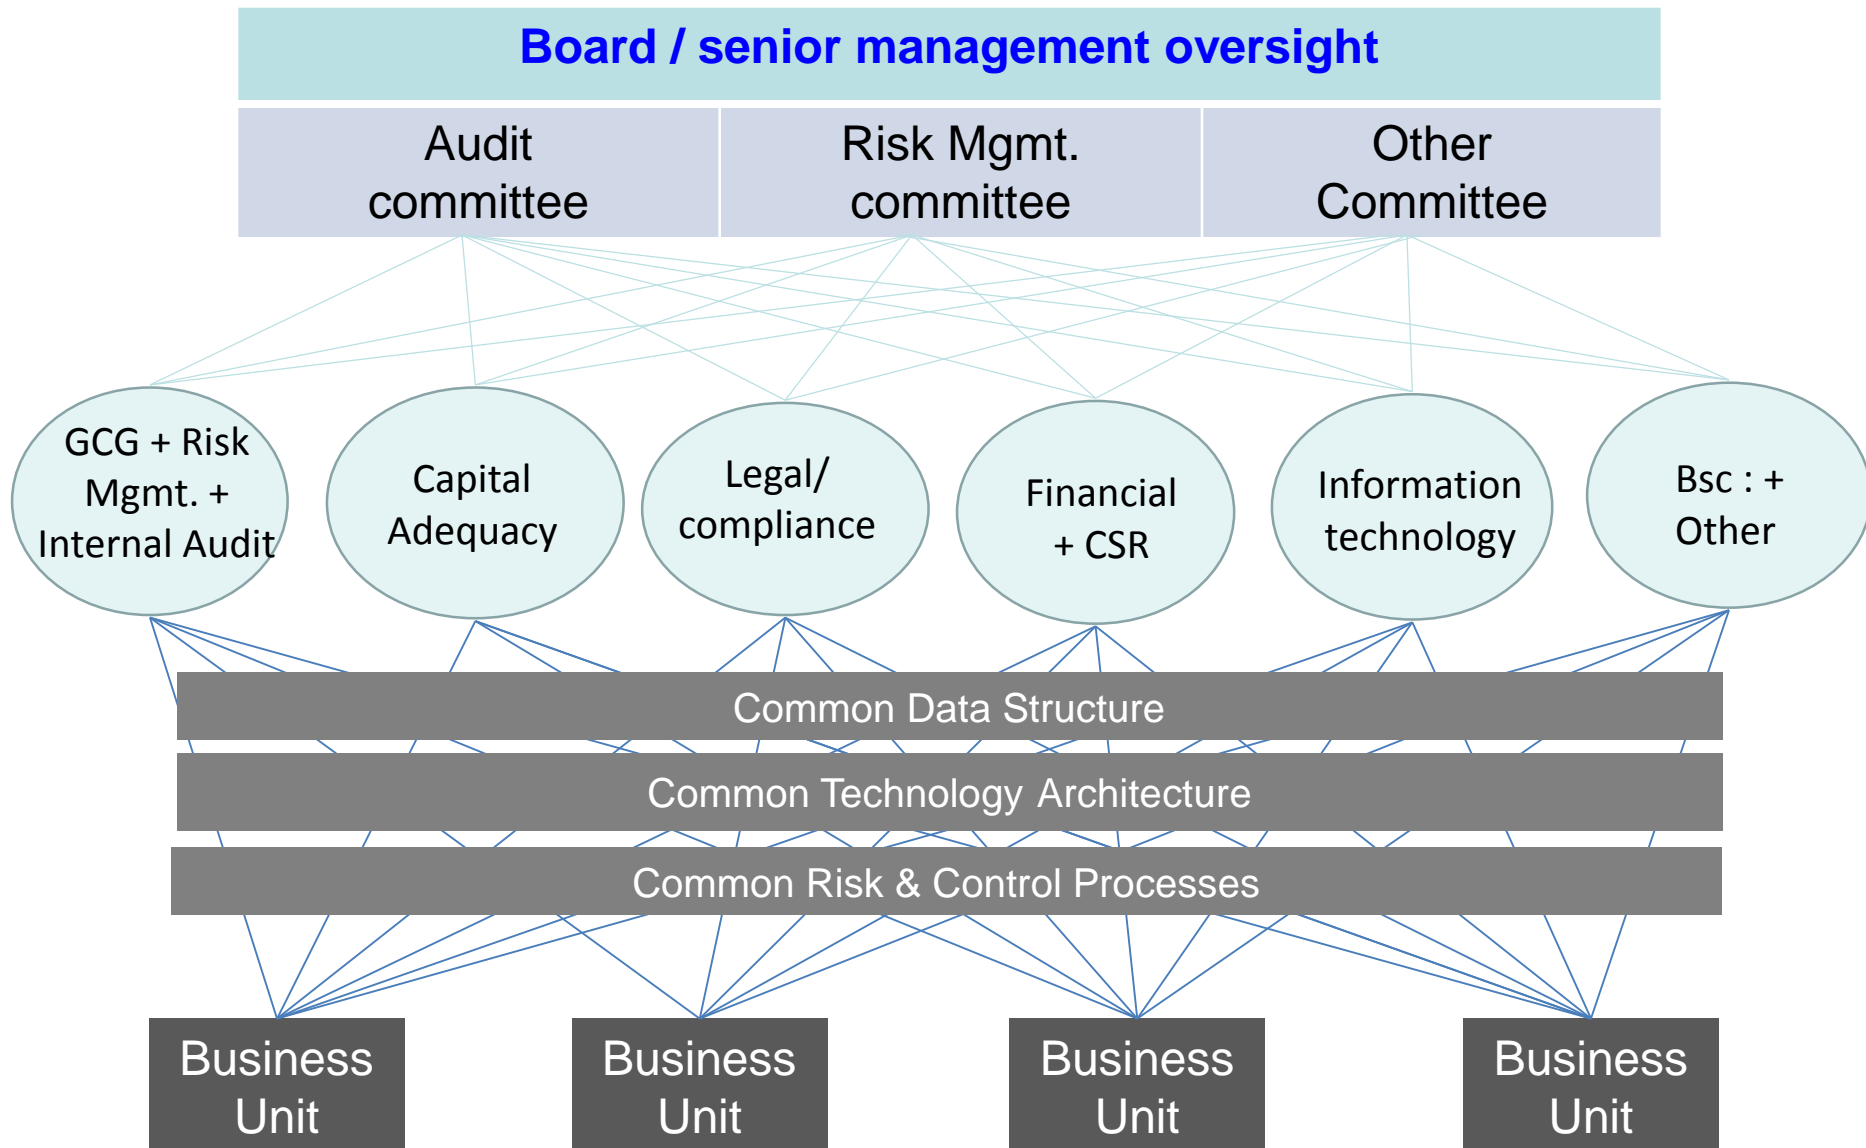 Board / senior management oversight
Audit
committee
Risk Mgmt.
committee
Other
Committee
GCG + Risk
Mgmt. +
Internal Audit
Capital
Adequacy
Legal/
compliance
Financial
+ CSR
Information
technology
Bsc : +
Other
Common Data Structure
Common Technology Architecture
Common Risk & Control Processes
Business
Unit
Business
Unit
Business
Unit
Business
Unit